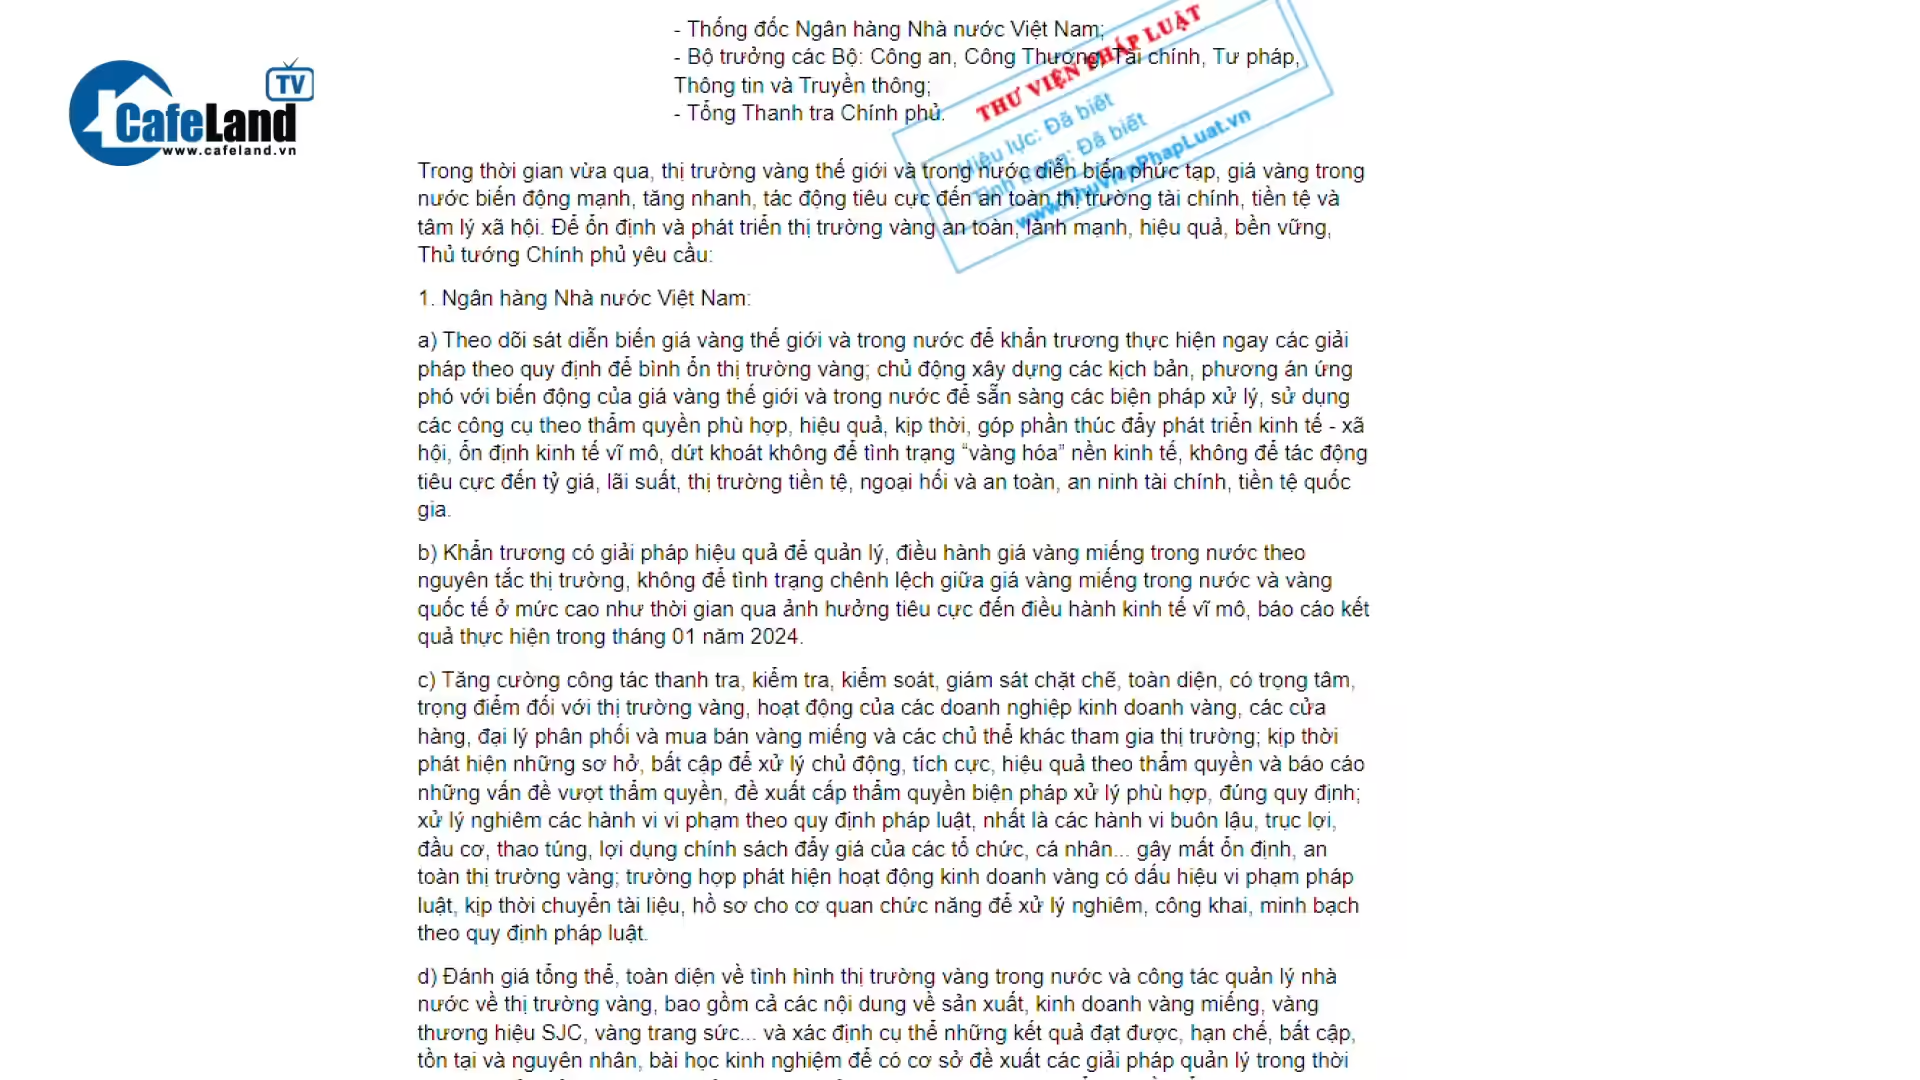 CafeLand TV
www.cafeland.vn
- Thống đốc Ngân hàng Nhà nước Việt Nam;
- Bộ trưởng các Bộ: Công an, Công Thương, Tài chính, Tư pháp,
Thông tin và Truyền thông;
- Tổng Thanh tra Chính phủ.
THƯ VIỆN PHÁP LUẬT
Hiệu lực: Đã biết
Tình trạng: Đã biết
www.ThuVienPhapLuat.vn
Trong thời gian vừa qua, thị trường vàng thế giới và trong nước diễn biến phức tạp, giá vàng trong
nước biến động mạnh, tăng nhanh, tác động tiêu cực đến an toàn thị trường tài chính, tiền tệ và
tâm lý xã hội. Để ổn định và phát triển thị trường vàng an toàn, lành mạnh, hiệu quả, bền vững,
Thủ tướng Chính phủ yêu cầu:
1. Ngân hàng Nhà nước Việt Nam:
a) Theo dõi sát diễn biến giá vàng thế giới và trong nước để khẩn trương thực hiện ngay các giải
pháp theo quy định để bình ổn thị trường vàng; chủ động xây dựng các kịch bản, phương án ứng
phó với biến động của giá vàng thế giới và trong nước để sẵn sàng các biện pháp xử lý, sử dụng
các công cụ theo thẩm quyền phù hợp, hiệu quả, kịp thời, góp phần thúc đẩy phát triển kinh tế - xã
hội, ổn định kinh tế vĩ mô, dứt khoát không để tình trạng “vàng hóa” nền kinh tế, không để tác động
tiêu cực đến tỷ giá, lãi suất, thị trường tiền tệ, ngoại hối và an toàn, an ninh tài chính, tiền tệ quốc
gia.
b) Khẩn trương có giải pháp hiệu quả để quản lý, điều hành giá vàng miếng trong nước theo
nguyên tắc thị trường, không để tình trạng chênh lệch giữa giá vàng miếng trong nước và vàng
quốc tế ở mức cao như thời gian qua ảnh hưởng tiêu cực đến điều hành kinh tế vĩ mô, báo cáo kết
quả thực hiện trong tháng 01 năm 2024.
c) Tăng cường công tác thanh tra, kiểm tra, kiểm soát, giám sát chặt chẽ, toàn diện, có trọng tâm,
trọng điểm đối với thị trường vàng, hoạt động của các doanh nghiệp kinh doanh vàng, các cửa
hàng, đại lý phân phối và mua bán vàng miếng và các chủ thể khác tham gia thị trường; kịp thời
phát hiện những sơ hở, bất cập để xử lý chủ động, tích cực, hiệu quả theo thẩm quyền và báo cáo
những vấn đề vượt thẩm quyền, đề xuất cấp thẩm quyền biện pháp xử lý phù hợp, đúng quy định;
xử lý nghiêm các hành vi vi phạm theo quy định pháp luật, nhất là các hành vi buôn lậu, trục lợi,
đầu cơ, thao túng, lợi dụng chính sách đẩy giá của các tổ chức, cá nhân... gây mất ổn định, an
toàn thị trường vàng; trường hợp phát hiện hoạt động kinh doanh vàng có dấu hiệu vi phạm pháp
luật, kịp thời chuyển tài liệu, hồ sơ cho cơ quan chức năng để xử lý nghiêm, công khai, minh bạch
theo quy định pháp luật.
d) Đánh giá tổng thể, toàn diện về tình hình thị trường vàng trong nước và công tác quản lý nhà
nước về thị trường vàng, bao gồm cả các nội dung về sản xuất, kinh doanh vàng miếng, vàng
thương hiệu SJC, vàng trang sức... và xác định cụ thể những kết quả đạt được, hạn chế, bất cập,
tồn tại và nguyên nhân, bài học kinh nghiệm để có cơ sở đề xuất các giải pháp quản lý trong thời